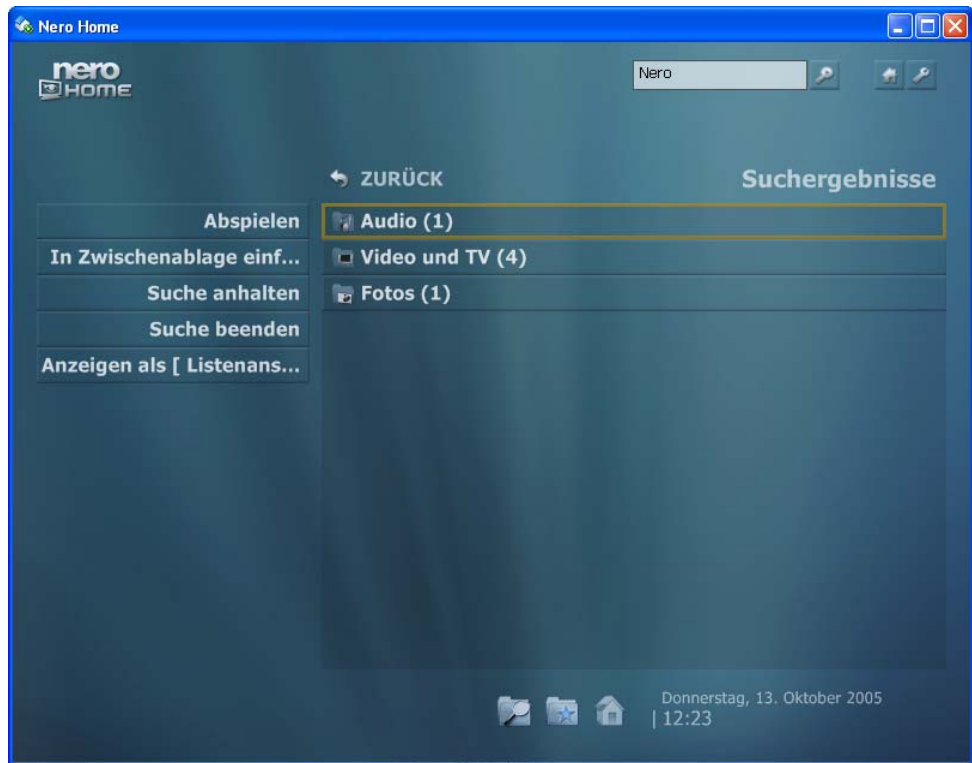 Nero Home
nero
HOME
Nero
ZURÜCK
Suchergebnisse
Abspielen
In Zwischenablage einf...
Suche anhalten
Suche beenden
Anzeigen als [ Listenans...
Audio (1)
Video und TV (4)
Fotos (1)
Donnerstag, 13. Oktober 2005
| 12:23